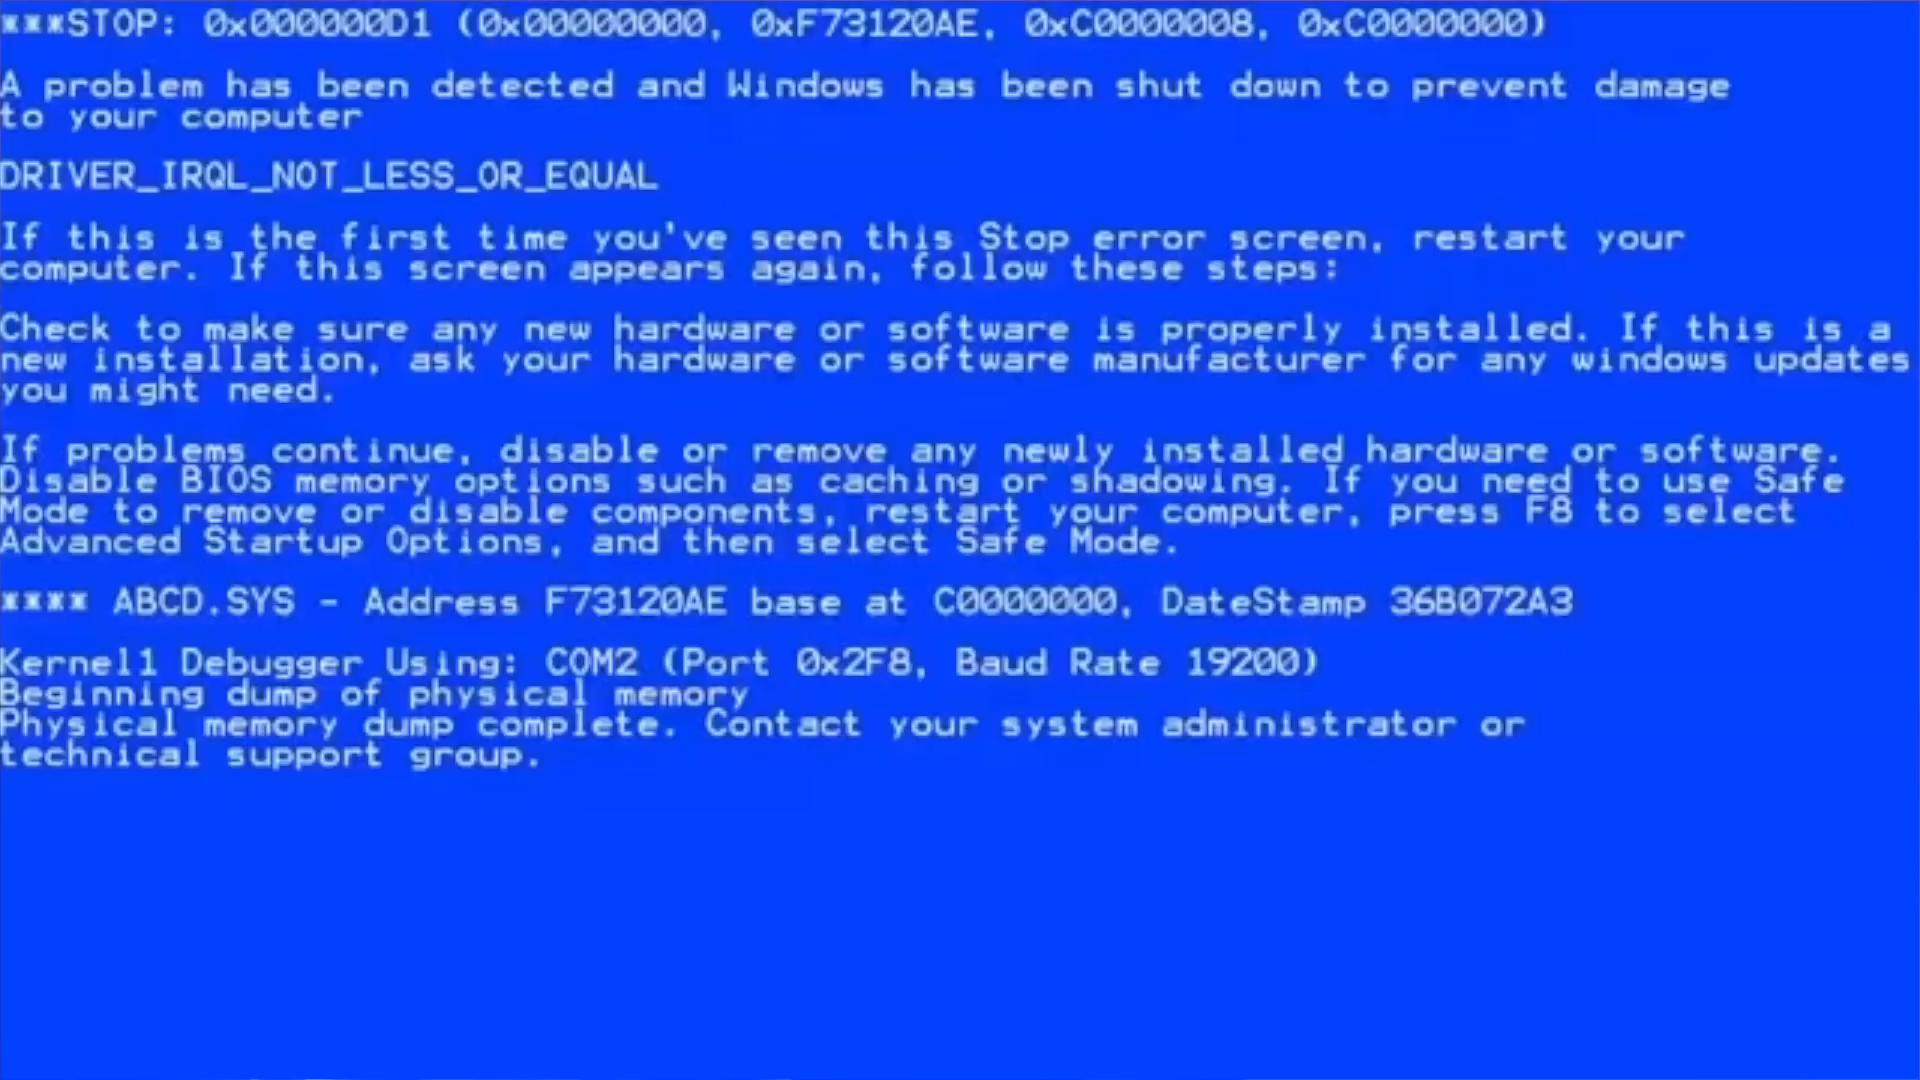 ***STOP: 0x000000D1 (0x00000000, 0xF73120AE, 0xC0000008, 0xC0000000)
A problem has been detected and Windows has been shut down to prevent damage
to your computer
DRIVER_IRQL_NOT_LESS_OR_EQUAL
If this is the first time you've seen this Stop error screen, restart your
computer. If this screen appears again, follow these steps:
Check to make sure any new hardware or software is properly installed. If this is a
new installation, ask your hardware or software manufacturer for any windows updates
you might need.
If problems continue, disable or remove any newly installed hardware or software.
Disable BIOS memory options such as caching or shadowing. If you need to use Safe
Mode to remove or disable components, restart your computer, press F8 to select
Advanced Startup Options, and then select Safe Mode.
**** ABCD.SYS - Address F73120AE base at C0000000, DateStamp 36B072A3
Kernel1 Debugger Using: COM2 (Port 0x2F8, Baud Rate 19200)
Beginning dump of physical memory
Physical memory dump complete. Contact your system administrator or
technical support group.